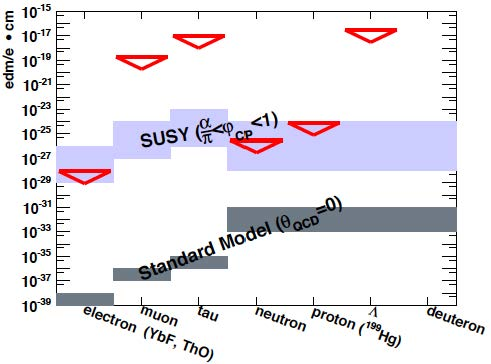 edm/e • cm
10⁻¹⁵
10⁻¹⁷
10⁻¹⁹
10⁻²¹
10⁻²³
10⁻²⁵
10⁻²⁷
10⁻²⁹
10⁻³¹
10⁻³³
10⁻³⁵
10⁻³⁷
10⁻³⁹
SUSY (α/π<φ_CP<1)
Standard Model (θ_QCD=0)
electron (YbF, ThO)
muon
tau
neutron
proton (¹⁹⁹Hg)
Λ
deuteron